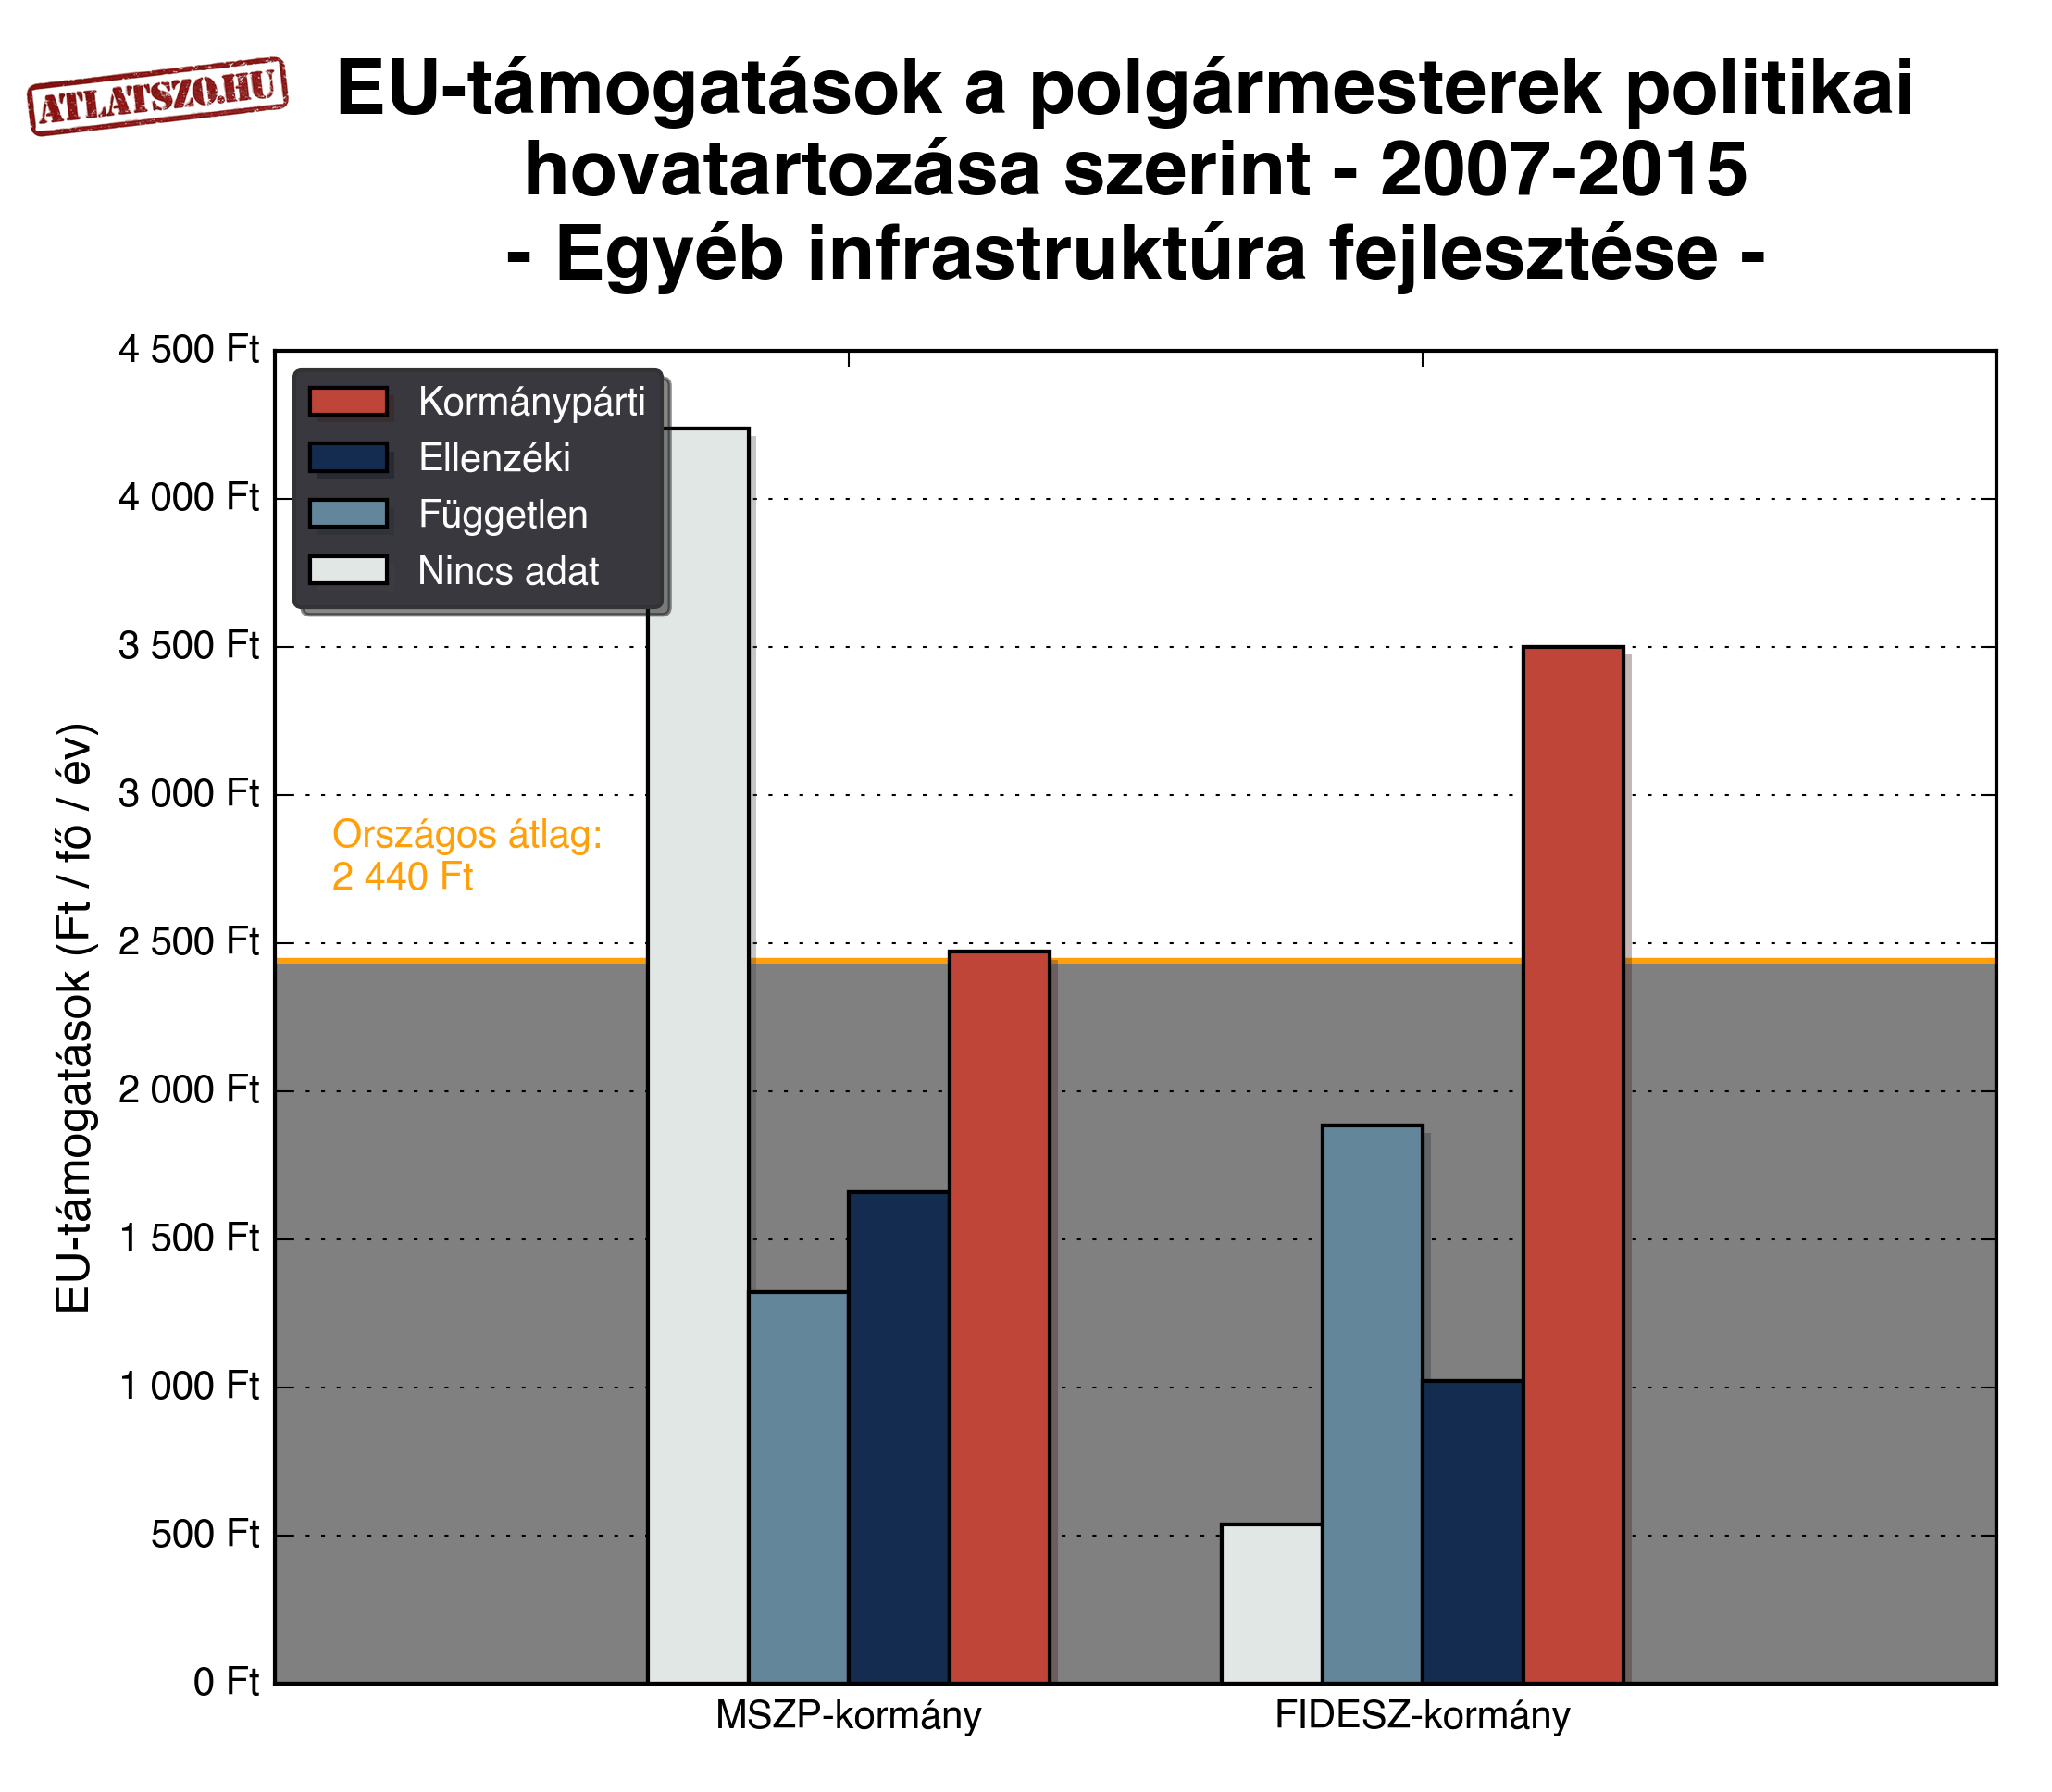 ATLATSZO.HU
EU-támogatások a polgármesterek politikai
hovatartozása szerint - 2007-2015
- Egyéb infrastruktúra fejlesztése -
4 500 Ft
4 000 Ft
3 500 Ft
3 000 Ft
2 500 Ft
2 000 Ft
1 500 Ft
1 000 Ft
500 Ft
0 Ft
EU-támogatások (Ft / fő / év)
Kormánypárti
Ellenzéki
Független
Nincs adat
Országos átlag:
2 440 Ft
MSZP-kormány
FIDESZ-kormány